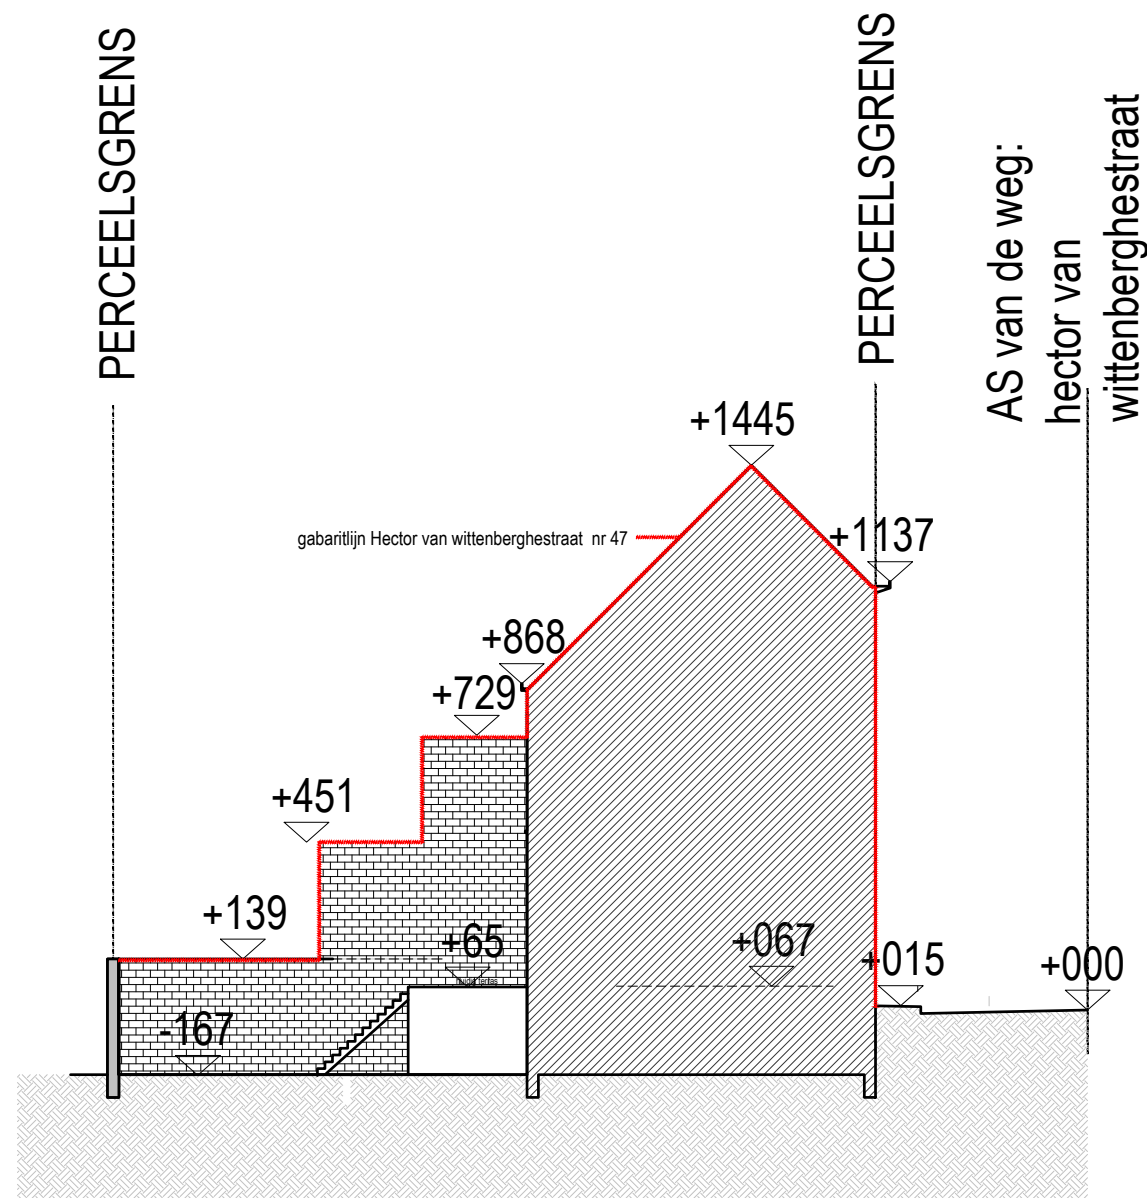 PERCEELSGRENS
PERCEELSGRENS
AS van de weg:
hector van
wittenberghestraat
+1445
+1137
gabaritlijn Hector van wittenberghestraat nr 47
+868
+729
+451
+139
+65
+067
+015
+000
-167